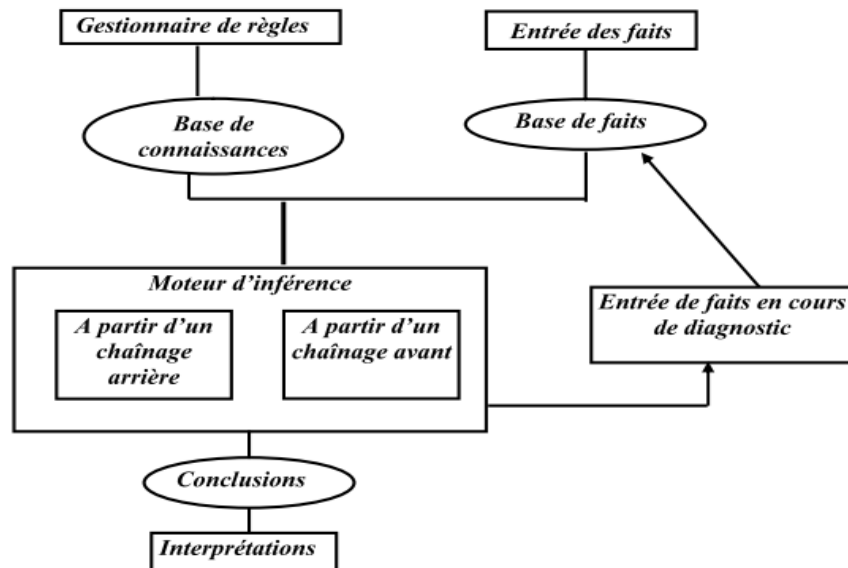 Gestionnaire de règles
Entrée des faits
Base de
connaissances
Base de faits
Moteur d'inférence
A partir d'un
chaînage
arrière
A partir d'un
chaînage avant
Entrée de faits en cours
de diagnostic
Conclusions
Interprétations